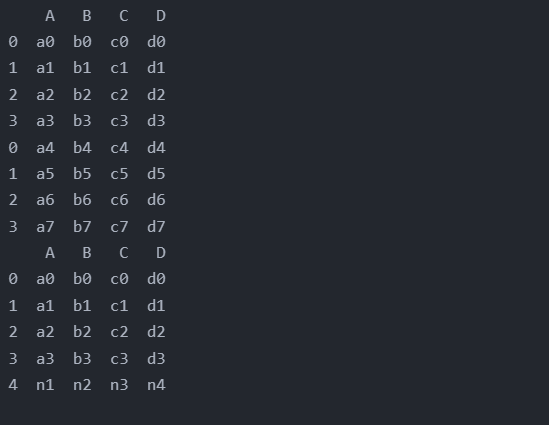 A   B   C   D
0  a0  b0  c0  d0
1  a1  b1  c1  d1
2  a2  b2  c2  d2
3  a3  b3  c3  d3
0  a4  b4  c4  d4
1  a5  b5  c5  d5
2  a6  b6  c6  d6
3  a7  b7  c7  d7
    A   B   C   D
0  a0  b0  c0  d0
1  a1  b1  c1  d1
2  a2  b2  c2  d2
3  a3  b3  c3  d3
4  n1  n2  n3  n4